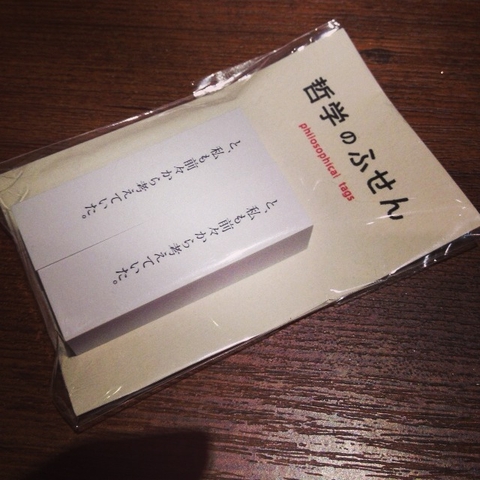 哲学のふせん
philosophical tags
と、私も前々から考えていた。
と、私も前々から考えていた。